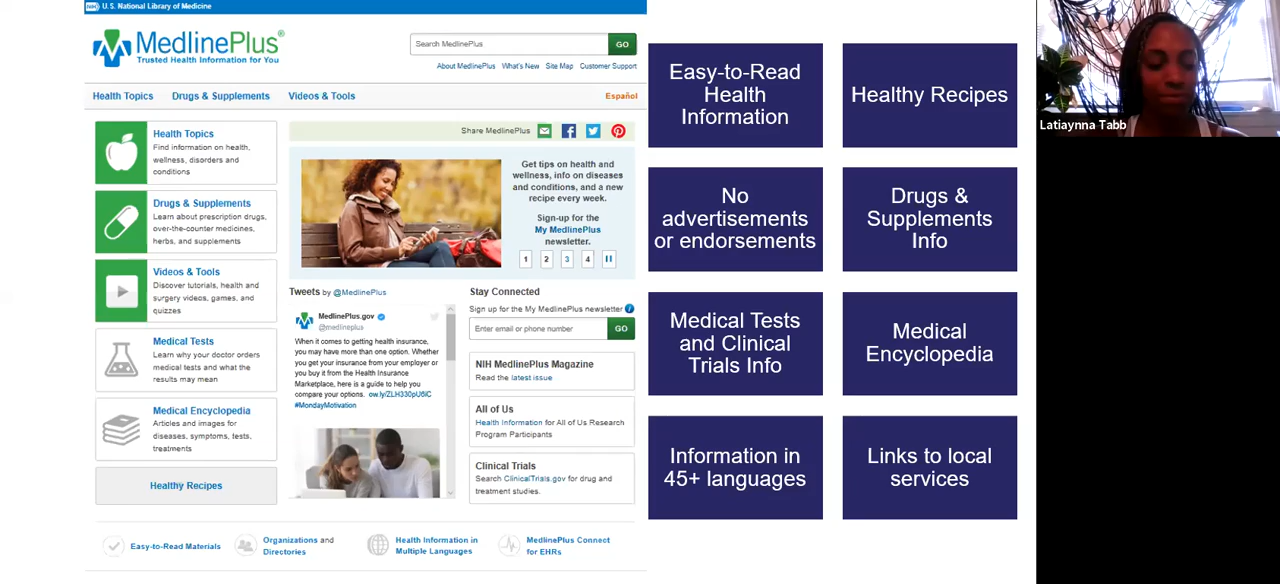 NIH U.S. National Library of Medicine
MedlinePlus
Trusted Health Information for You
Search MedlinePlus
GO
About MedlinePlus What's New Site Map Customer Support
Health Topics Drugs & Supplements Videos & Tools
Español
Health Topics
Find information on health,
wellness, disorders and
conditions
Drugs & Supplements
Learn about prescription drugs,
over-the-counter medicines,
herbs, and supplements
Videos & Tools
Discover tutorials, health and
surgery videos, games, and
quizzes
Medical Tests
Learn why your doctor orders
medical tests and what the
results may mean
Medical Encyclopedia
Articles and images for
diseases, symptoms, tests,
treatments
Healthy Recipes
Share MedlinePlus
Get tips on health and
wellness, info on diseases
and conditions, and a new
recipe every week.
Sign-up for the
My MedlinePlus
newsletter.
1 2 3 4
Tweets by @MedlinePlus
MedlinePlus.gov
@medlineplus
When it comes to getting health insurance,
you may have more than one option. Whether
you get your insurance from your employer or
you buy it from the Health Insurance
Marketplace, here is a guide to help you
compare your options. ow.ly/ZLH330pU6iC
#MondayMotivation
Stay Connected
Sign up for the My MedlinePlus newsletter
Enter email or phone number
GO
NIH MedlinePlus Magazine
Read the latest issue
All of Us
Health Information for All of Us Research
Program Participants
Clinical Trials
Search ClinicalTrials.gov for drug and
treatment studies.
Easy-to-Read Materials
Organizations and
Directories
Health Information in
Multiple Languages
MedlinePlus Connect
for EHRs
Easy-to-Read
Health
Information
Healthy Recipes
No
advertisements
or endorsements
Drugs &
Supplements
Info
Medical Tests
and Clinical
Trials Info
Medical
Encyclopedia
Information in
45+ languages
Links to local
services
Latiaynna Tabb